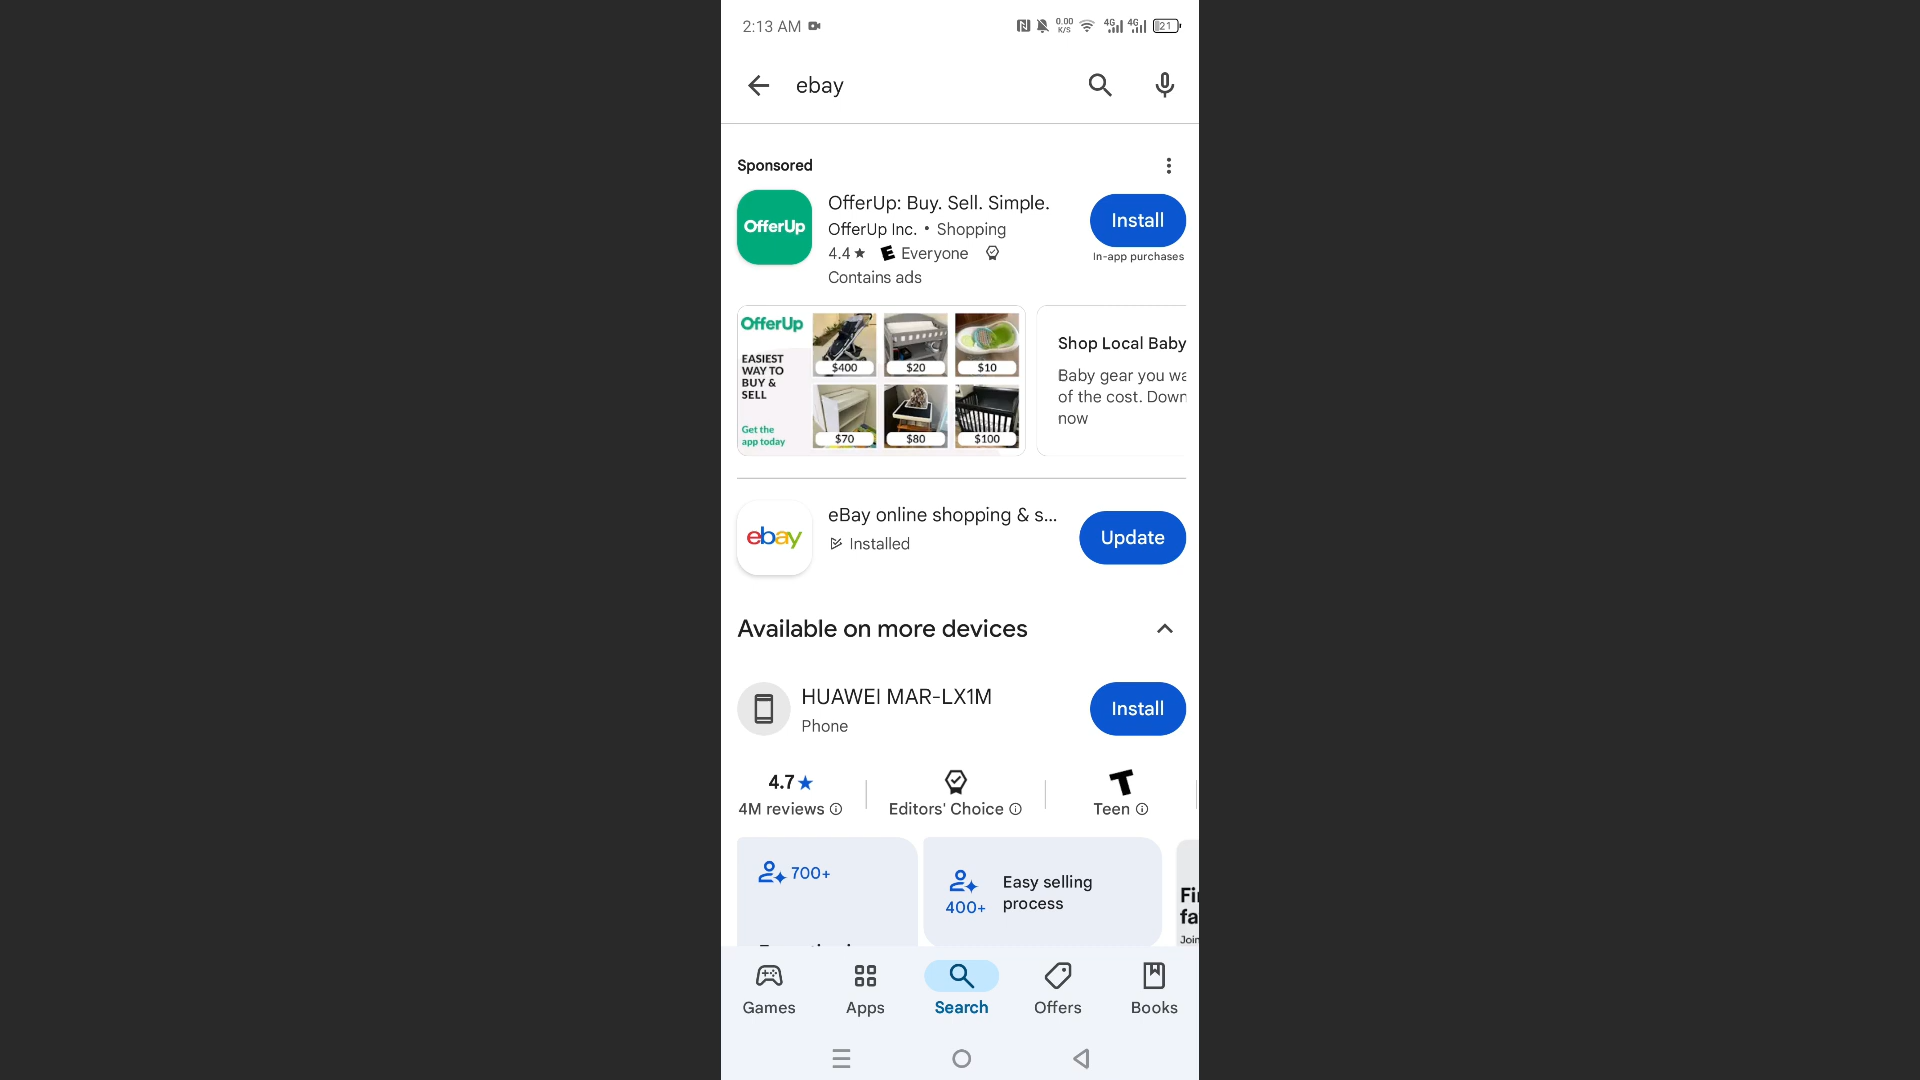 2:13 AM
0.00
K/S
4G
4G
21
ebay
Sponsored
OfferUp
OfferUp: Buy. Sell. Simple.
OfferUp Inc. • Shopping
4.4★ E Everyone
Contains ads
Install
In-app purchases
OfferUp
EASIEST
WAY TO
BUY &
SELL
Get the
app today
$400
$20
$10
$70
$80
$100
Shop Local Baby
Baby gear you wa
of the cost. Down
now
ebay
eBay online shopping & s...
Installed
Update
Available on more devices
HUAWEI MAR-LX1M
Phone
Install
4.7★
4M reviews
Editors' Choice
T
Teen
700+
400+
Easy selling
process
Fi
fa
Join
Games
Apps
Search
Offers
Books